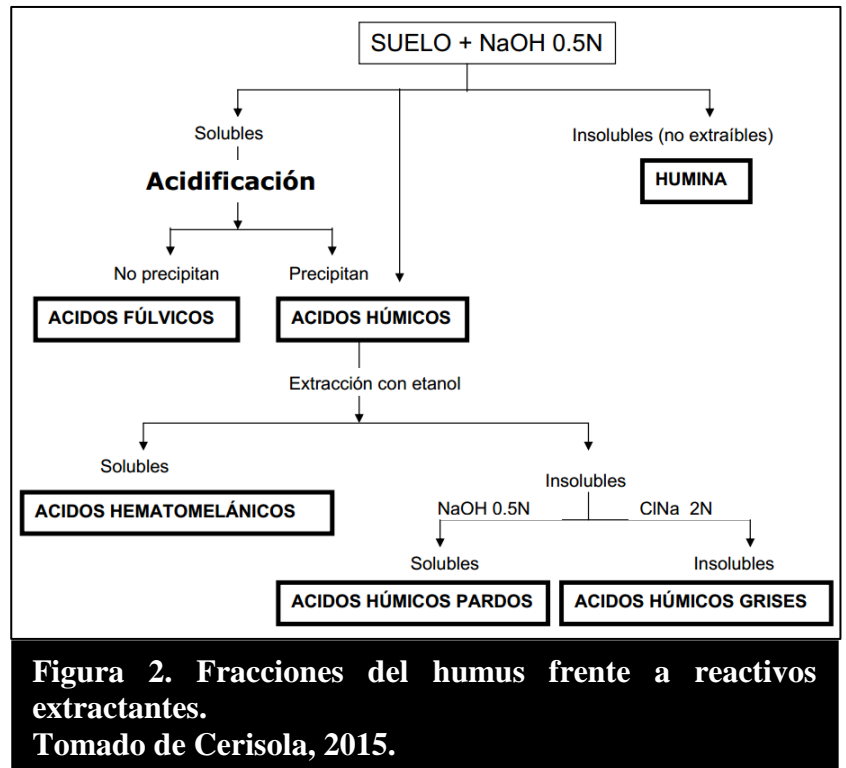 SUELO + NaOH 0.5N
Solubles
Insolubles (no extraíbles)
Acidificación
HUMINA
No precipitan
Precipitan
ACIDOS FÚLVICOS
ACIDOS HÚMICOS
Extracción con etanol
Solubles
Insolubles
ACIDOS HEMATOMELÁNICOS
NaOH 0.5N
ClNa 2N
Solubles
Insolubles
ACIDOS HÚMICOS PARDOS
ACIDOS HÚMICOS GRISES
Figura 2. Fracciones del humus frente a reactivos
extractantes.
Tomado de Cerisola, 2015.